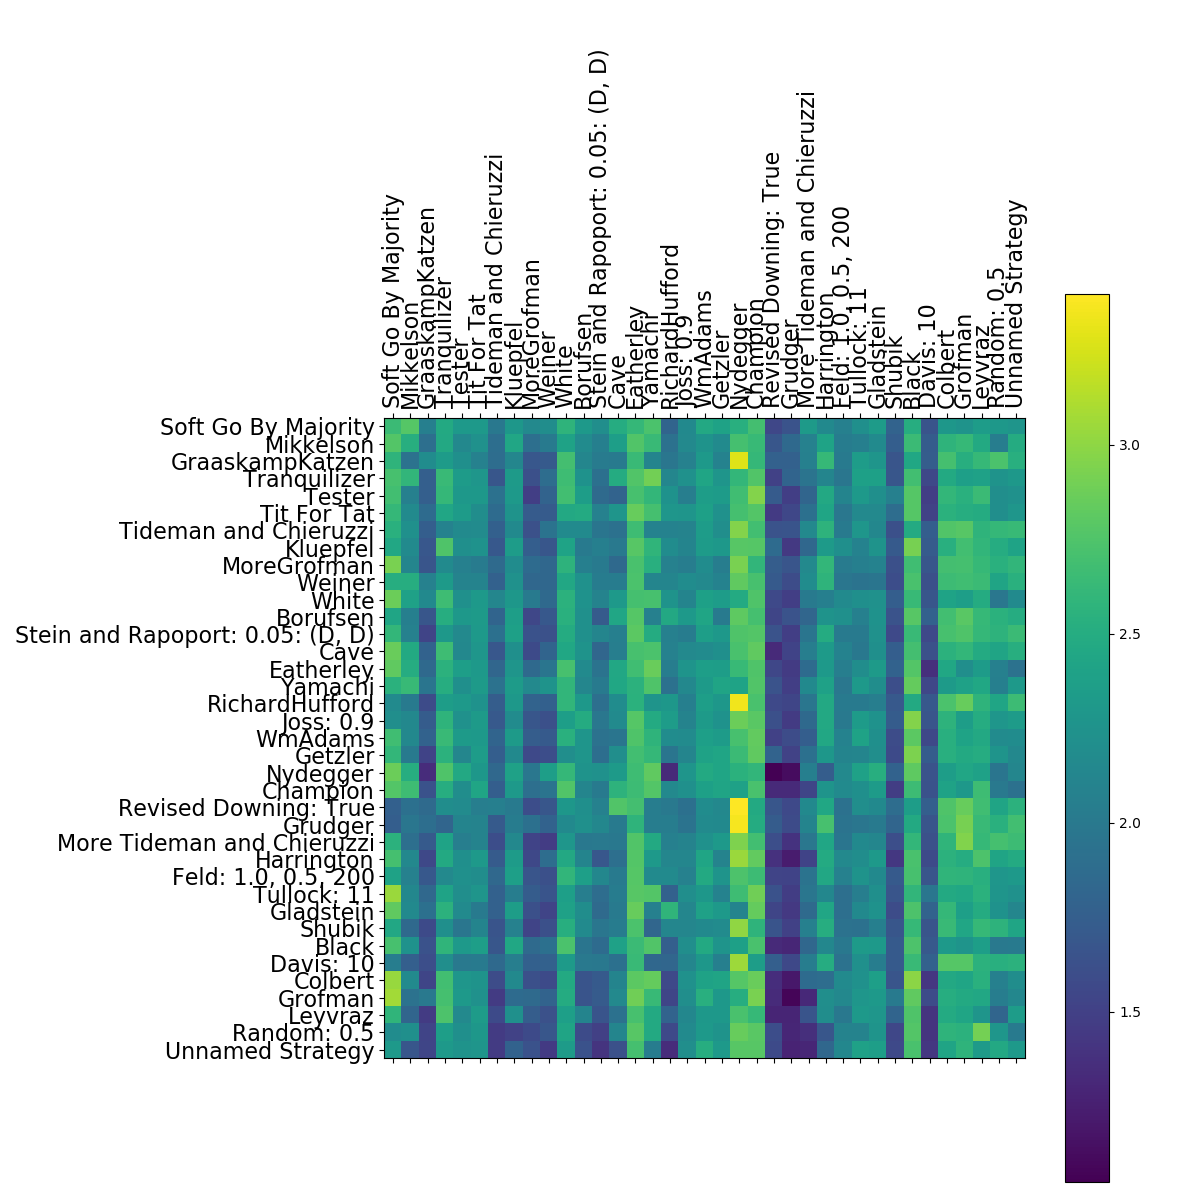 Soft Go By Majority
Mikkelson
GraaskampKatzen
Tranquilizer
Tester
Tit For Tat
Tideman and Chieruzzi
Kluepfel
MoreGrofman
Weiner
White
Borufsen
Stein and Rapoport: 0.05: (D, D)
Cave
Eatherley
Yamachi
RichardHufford
Joss: 0.9
WmAdams
Getzler
Nydegger
Champion
Revised Downing: True
Grudger
More Tideman and Chieruzzi
Harrington
Feld: 1.0, 0.5, 200
Tullock: 11
Gladstein
Shubik
Black
Davis: 10
Colbert
Grofman
Leyvraz
Random: 0.5
Unnamed Strategy
Soft Go By Majority
Mikkelson
GraaskampKatzen
Tranquilizer
Tester
Tit For Tat
Tideman and Chieruzzi
Kluepfel
MoreGrofman
Weiner
White
Borufsen
Stein and Rapoport: 0.05: (D, D)
Cave
Eatherley
Yamachi
RichardHufford
Joss: 0.9
WmAdams
Getzler
Nydegger
Champion
Revised Downing: True
Grudger
More Tideman and Chieruzzi
Harrington
Feld: 1.0, 0.5, 200
Tullock: 11
Gladstein
Shubik
Black
Davis: 10
Colbert
Grofman
Leyvraz
Random: 0.5
Unnamed Strategy
3.0
2.5
2.0
1.5